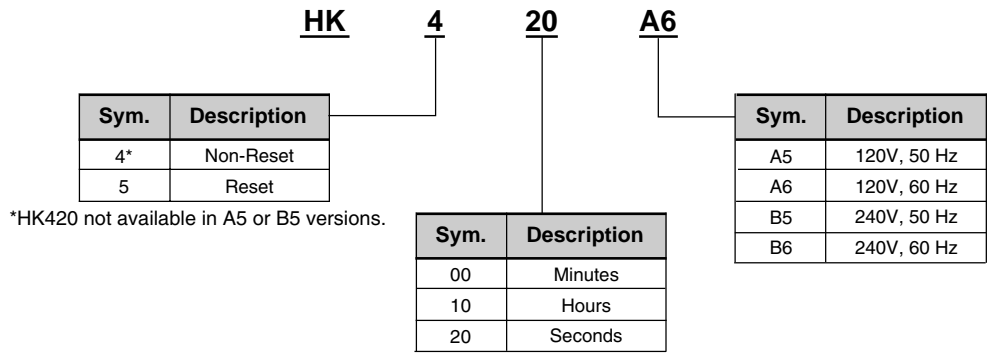 HK 4 20 A6
Sym. Description
4* Non-Reset
5 Reset
*HK420 not available in A5 or B5 versions.
Sym. Description
00 Minutes
10 Hours
20 Seconds
Sym. Description
A5 120V, 50 Hz
A6 120V, 60 Hz
B5 240V, 50 Hz
B6 240V, 60 Hz